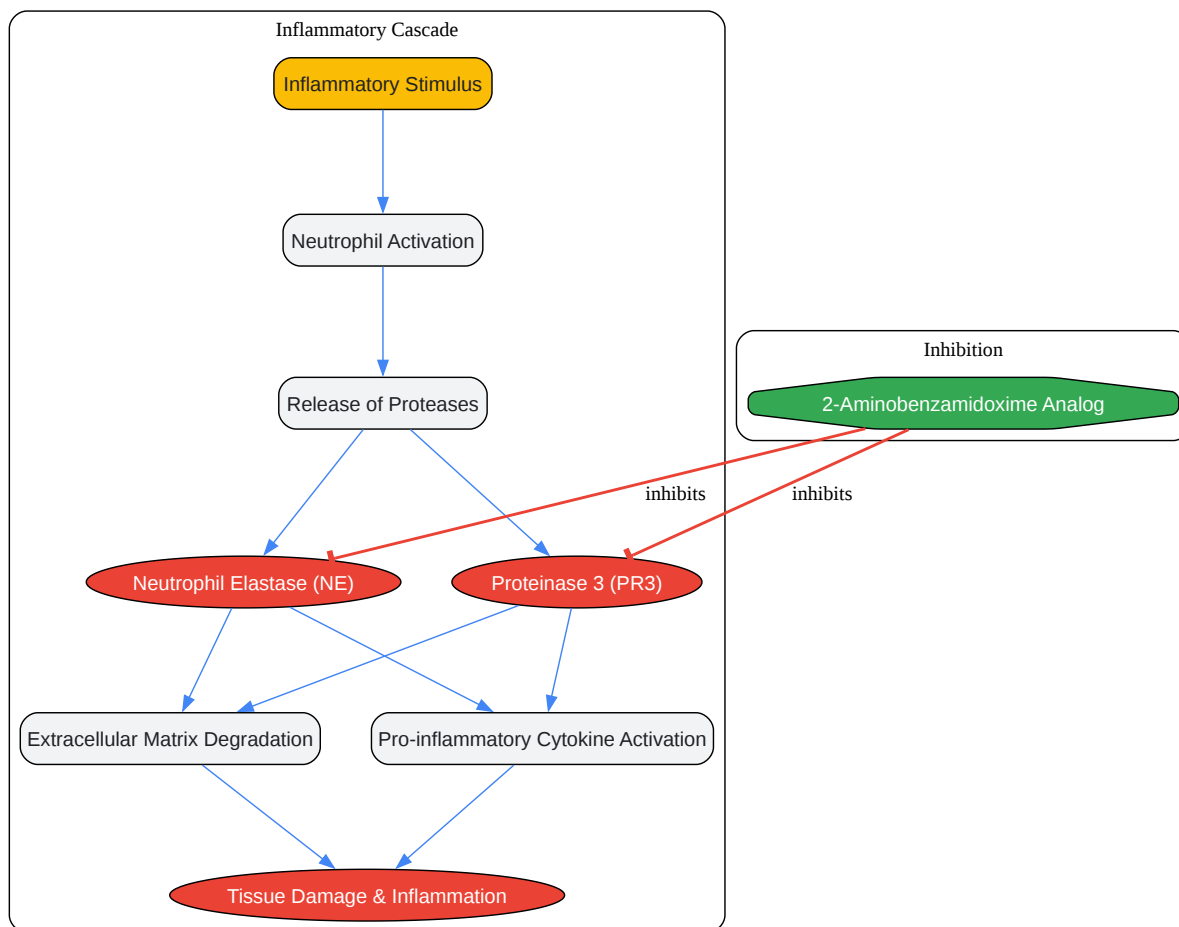 Inflammatory Cascade
Inflammatory Stimulus
Neutrophil Activation
Inhibition
Release of Proteases
2-Aminobenzamidoxime Analog
inhibits
inhibits
Neutrophil Elastase (NE)
Proteinase 3 (PR3)
Extracellular Matrix Degradation
Pro-inflammatory Cytokine Activation
Tissue Damage & Inflammation